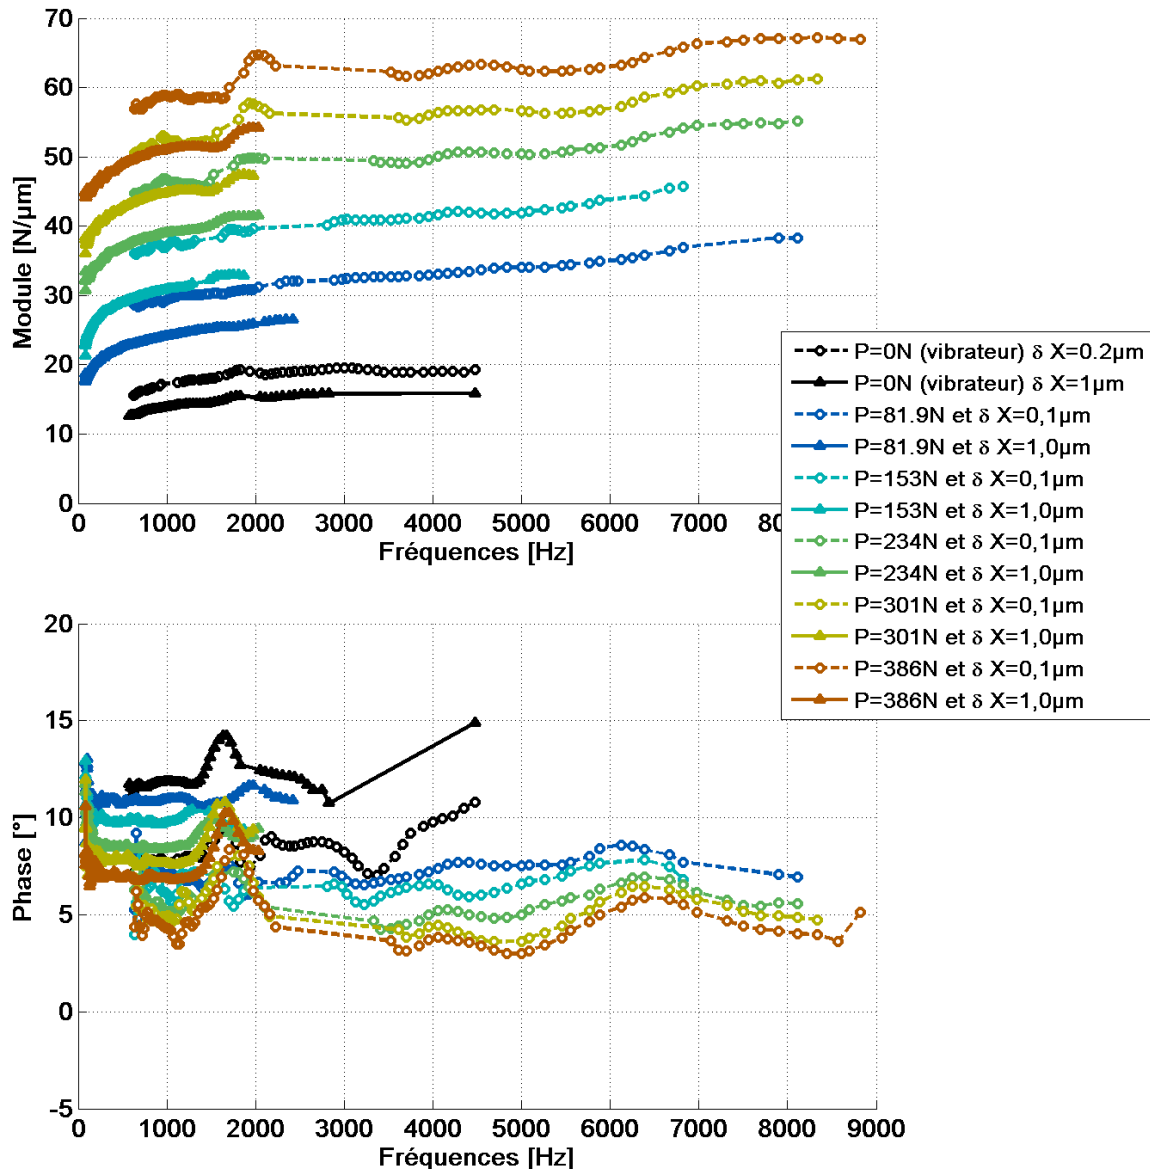 70
60
50
40
30
20
10
0
Module [N/µm]
0 1000 2000 3000 4000 5000 6000 7000 80
Fréquences [Hz]
P=0N (vibrateur) δ X=0.2µm
P=0N (vibrateur) δ X=1µm
P=81.9N et δ X=0,1µm
P=81.9N et δ X=1,0µm
P=153N et δ X=0,1µm
P=153N et δ X=1,0µm
P=234N et δ X=0,1µm
P=234N et δ X=1,0µm
P=301N et δ X=0,1µm
P=301N et δ X=1,0µm
P=386N et δ X=0,1µm
P=386N et δ X=1,0µm
20
15
10
5
0
-5
Phase [°]
0 1000 2000 3000 4000 5000 6000 7000 8000 9000
Fréquences [Hz]